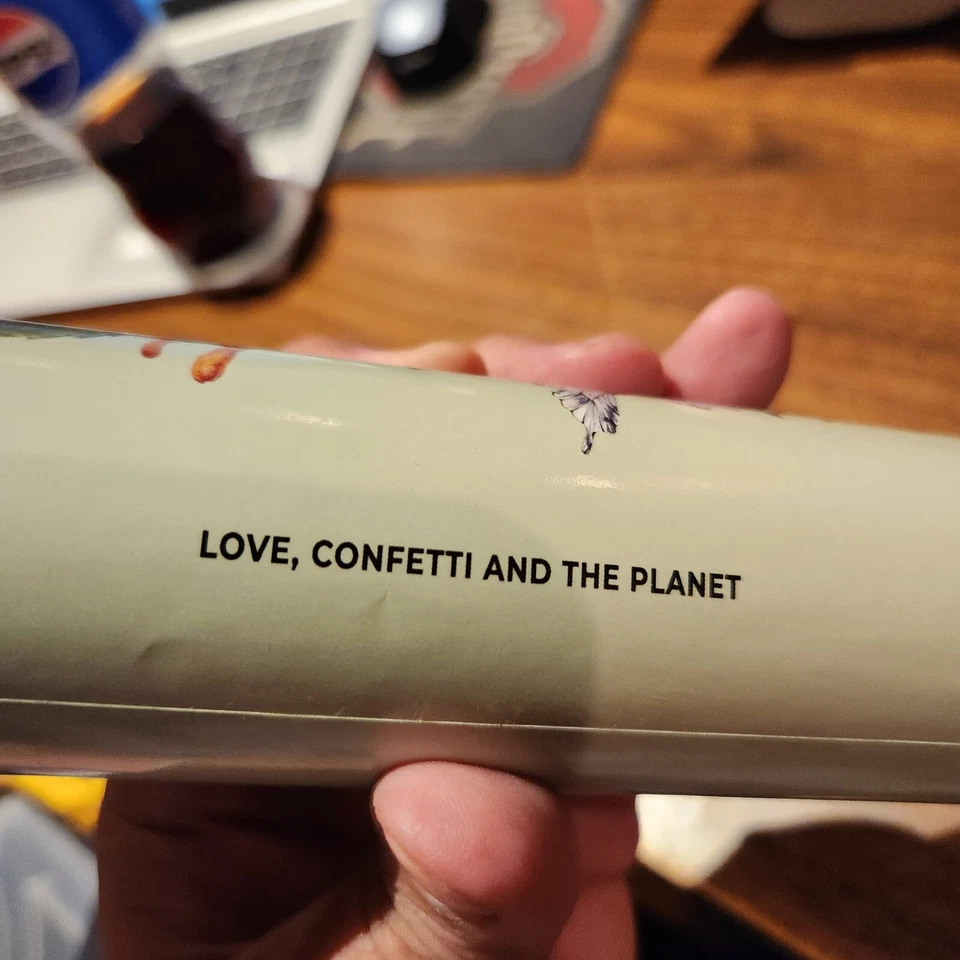 LOVE, CONFETTI AND THE PLANET